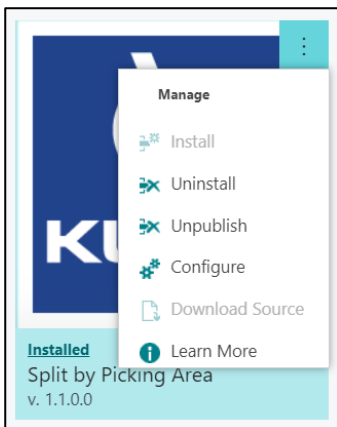 Manage
Install
Uninstall
Unpublish
Configure
Download Source
Learn More
Installed
Split by Picking Area
v. 1.1.0.0